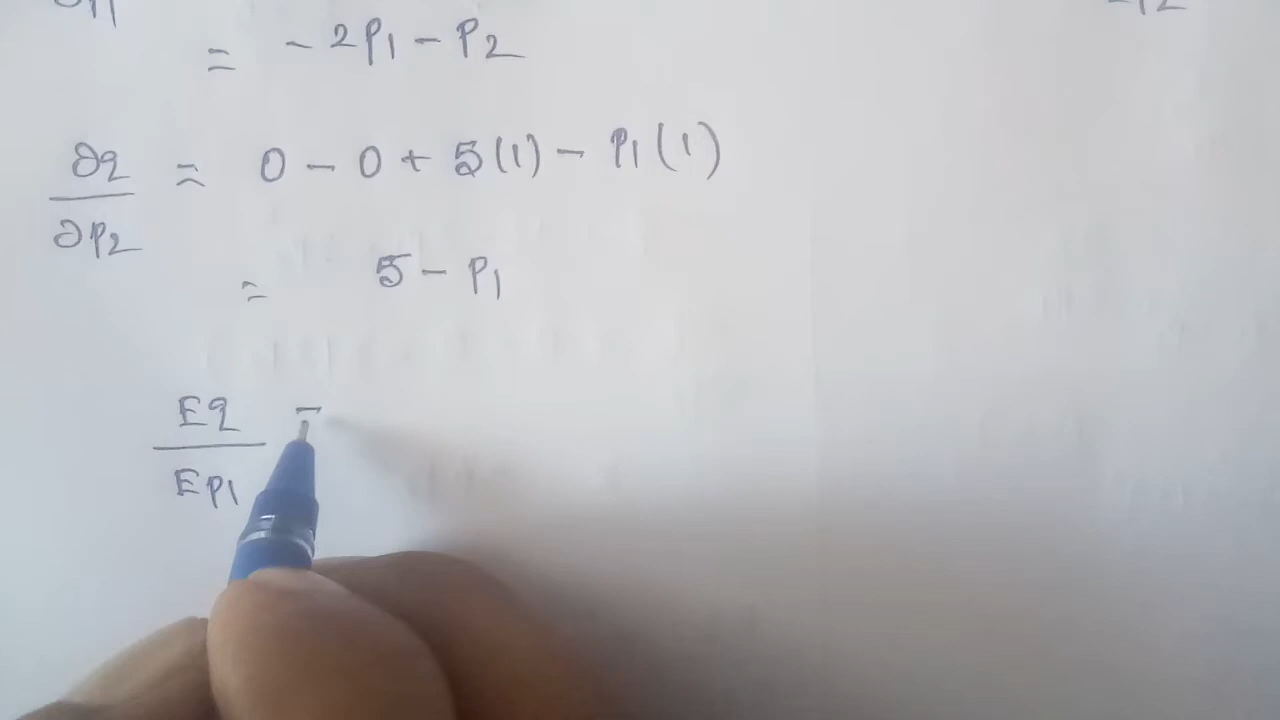 = - 2p₁ - p₂
∂q/∂p₂ = 0 - 0 + 5(1) - p₁(1)
= 5 - p₁
Eq/Ep₁ =